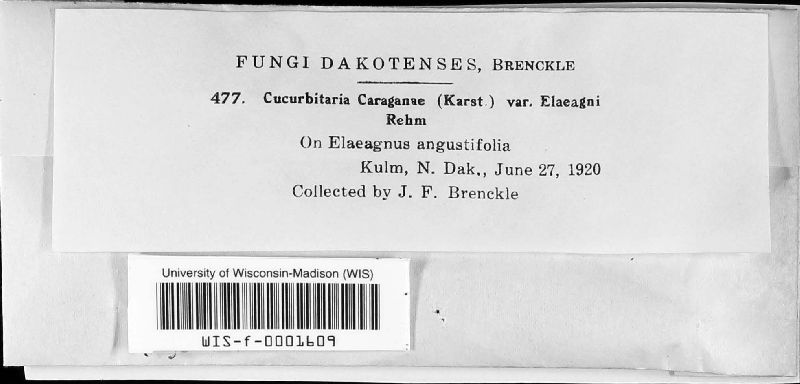 FUNGI DAKOTENSES, BRENCKLE
477. Cucurbitaria Caraganae (Karst.) var. Elaeagni
Rehm
On Elaeagnus angustifolia
Kulm, N. Dak., June 27, 1920
Collected by J. F. Brenckle
University of Wisconsin-Madison (WIS)
WIS-f-0001609